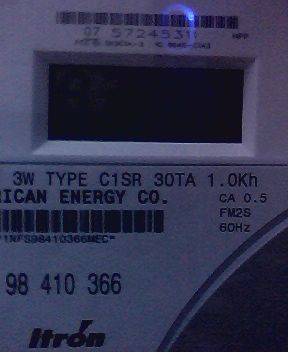 07 57245311 HPP
3W TYPE C1SR 30TA 1.0Kh
RICAN ENERGY CO. CA 0.5
FM2S
60Hz
98 410 366
Itron